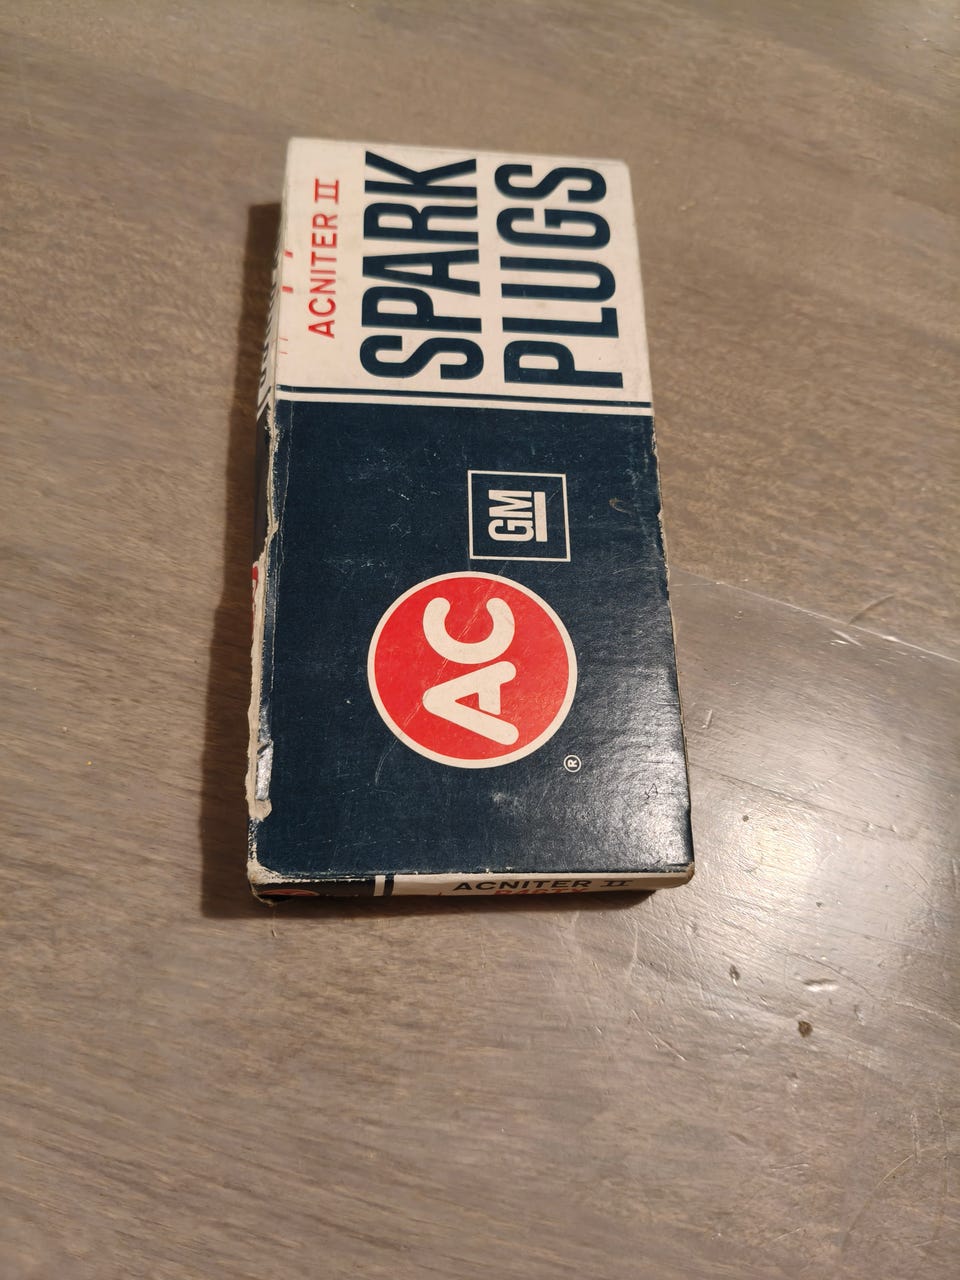 ACNITER II
SPARK
PLUGS
GM
AC
®
ACNITER II